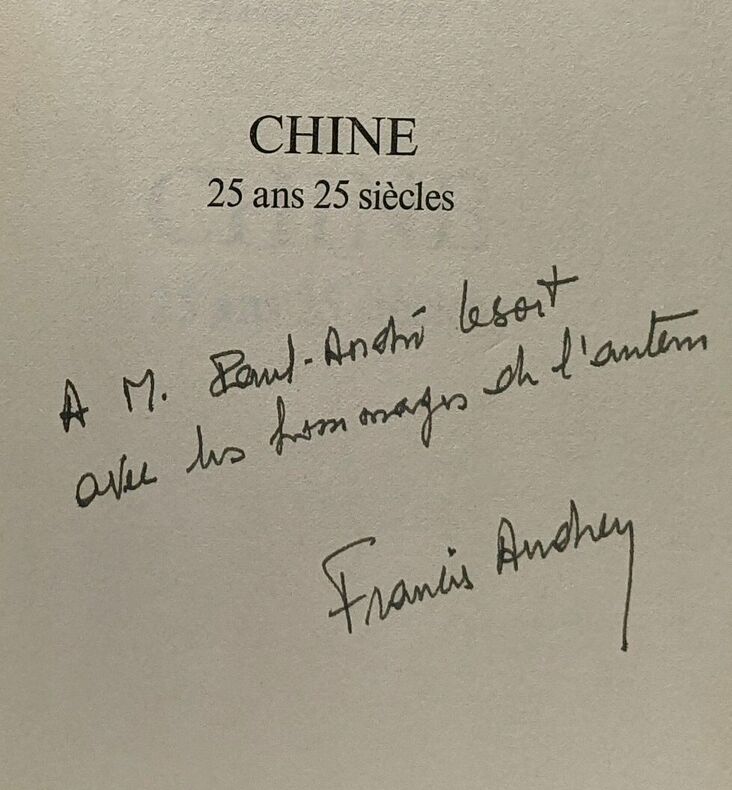 CHINE
25 ans 25 siècles
A M. Paul-André Lesort
avec les hommages de l'auteur
Francis Audrey